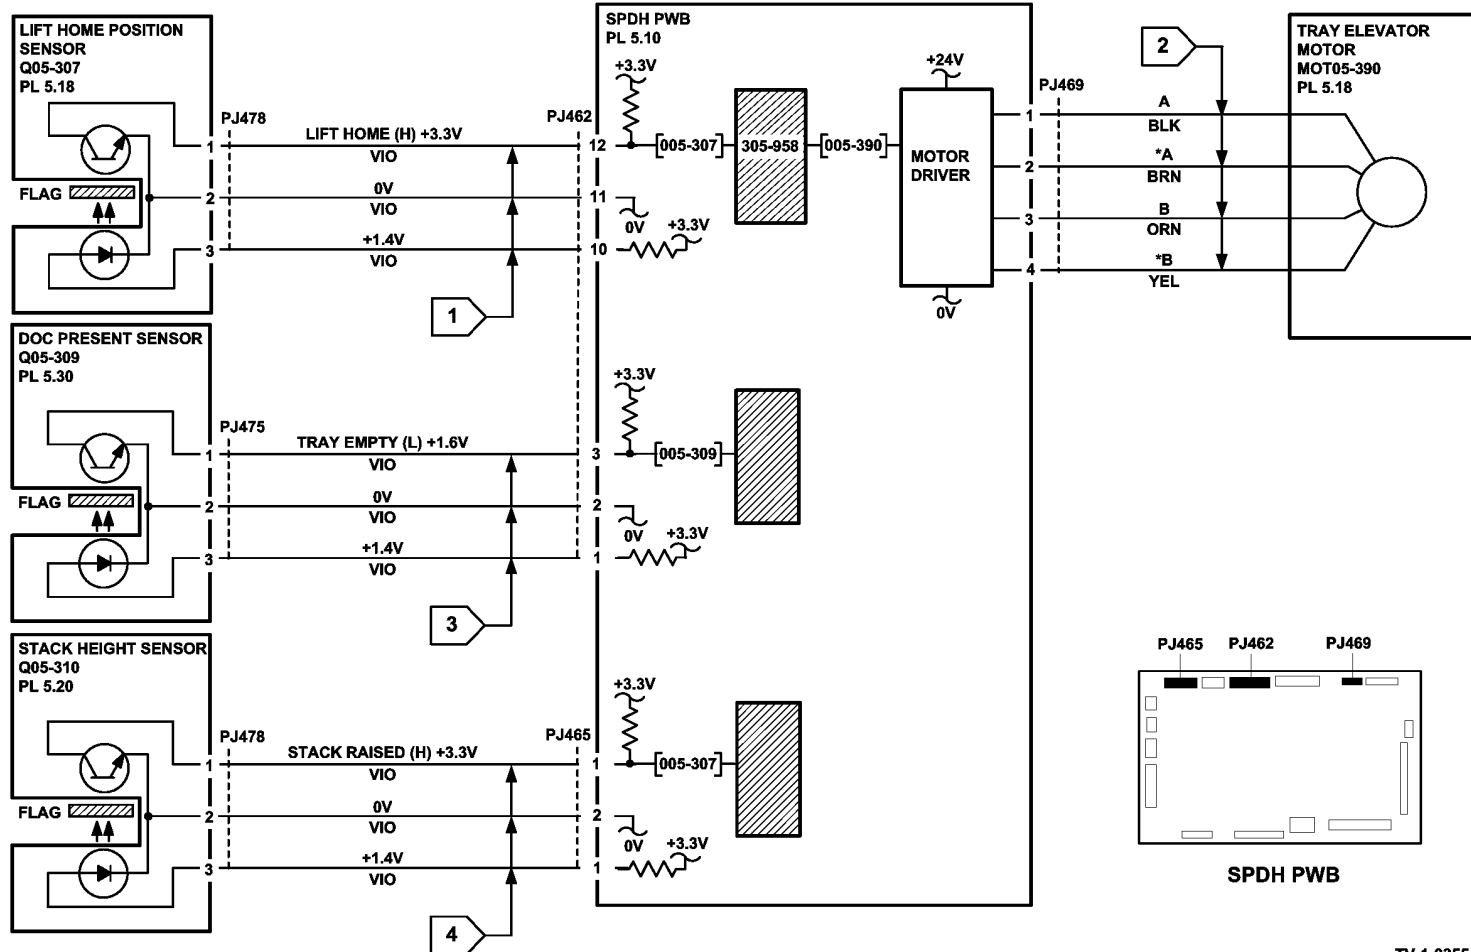 LIFT HOME POSITION
SENSOR
Q05-307
PL 5.18
FLAG
1
2
3
PJ478
LIFT HOME (H) +3.3V
VIO
0V
VIO
+1.4V
VIO
1
PJ462
12
11
10
SPDH PWB
PL 5.10
+3.3V
[005-307]
305-958
[005-390]
0V
+3.3V
+24V
MOTOR
DRIVER
0V
1
2
3
4
PJ469
2
A
BLK
*A
BRN
B
ORN
*B
YEL
TRAY ELEVATOR
MOTOR
MOT05-390
PL 5.18
DOC PRESENT SENSOR
Q05-309
PL 5.30
FLAG
1
2
3
PJ475
TRAY EMPTY (L) +1.6V
VIO
0V
VIO
+1.4V
VIO
3
3
2
1
+3.3V
[005-309]
0V
+3.3V
STACK HEIGHT SENSOR
Q05-310
PL 5.20
FLAG
1
2
3
PJ478
STACK RAISED (H) +3.3V
VIO
0V
VIO
+1.4V
VIO
4
PJ465
1
2
1
+3.3V
[005-307]
0V
+3.3V
PJ465 PJ462 PJ469
SPDH PWB